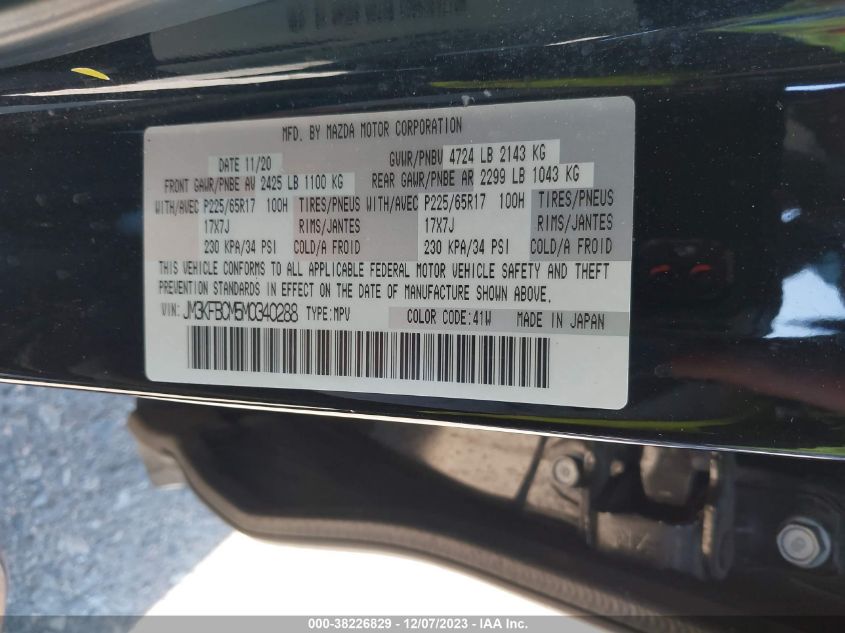 MFD. BY MAZDA MOTOR CORPORATION
DATE 11/20 GVWR/PNBV 4724 LB 2143 KG
FRONT GAWR/PNBE AV 2425 LB 1100 KG REAR GAWR/PNBE AR 2299 LB 1043 KG
WITH/AVEC P225/65R17 100H TIRES/PNEUS WITH/AVEC P225/65R17 100H TIRES/PNEUS
17X7J RIMS/JANTES 17X7J RIMS/JANTES
230 KPA/34 PSI COLD/A FROID 230 KPA/34 PSI COLD/A FROID
THIS VEHICLE CONFORMS TO ALL APPLICABLE FEDERAL MOTOR VEHICLE SAFETY AND THEFT
PREVENTION STANDARDS IN EFFECT ON THE DATE OF MANUFACTURE SHOWN ABOVE.
VIN: JM3KFBCM5M0340288 TYPE:MPV COLOR CODE:41W MADE IN JAPAN
000-38226829 - 12/07/2023 - IAA Inc.